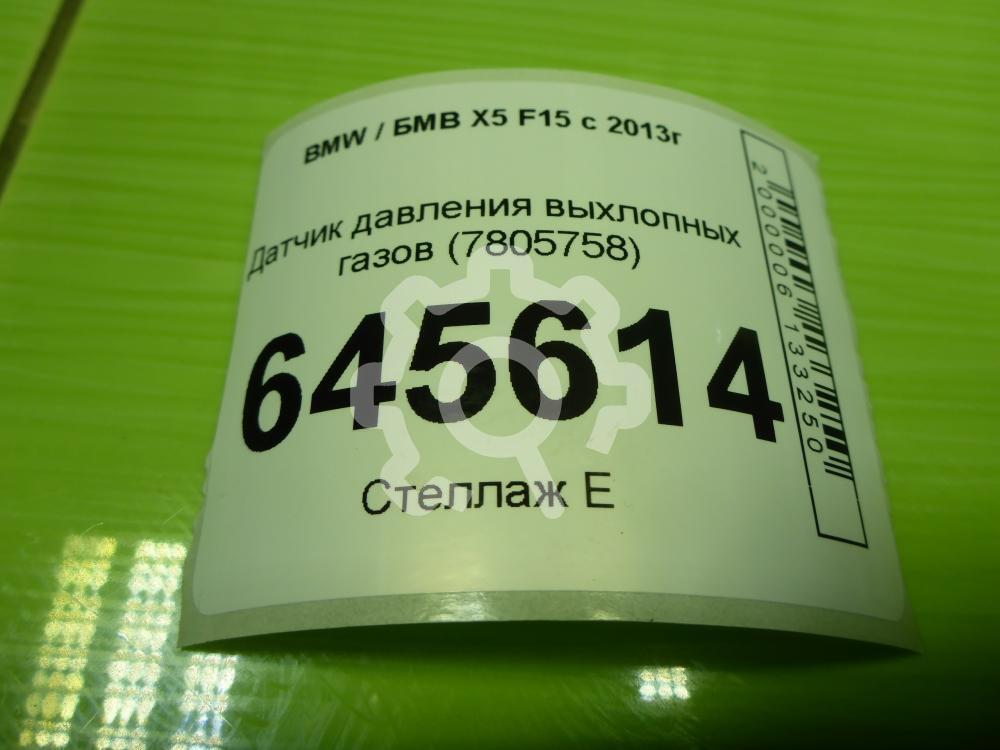 BMW / БМВ X5 F15 с 2013г
Датчик давления выхлопных
газов (7805758)
645614
Стеллаж Е
2000006133250